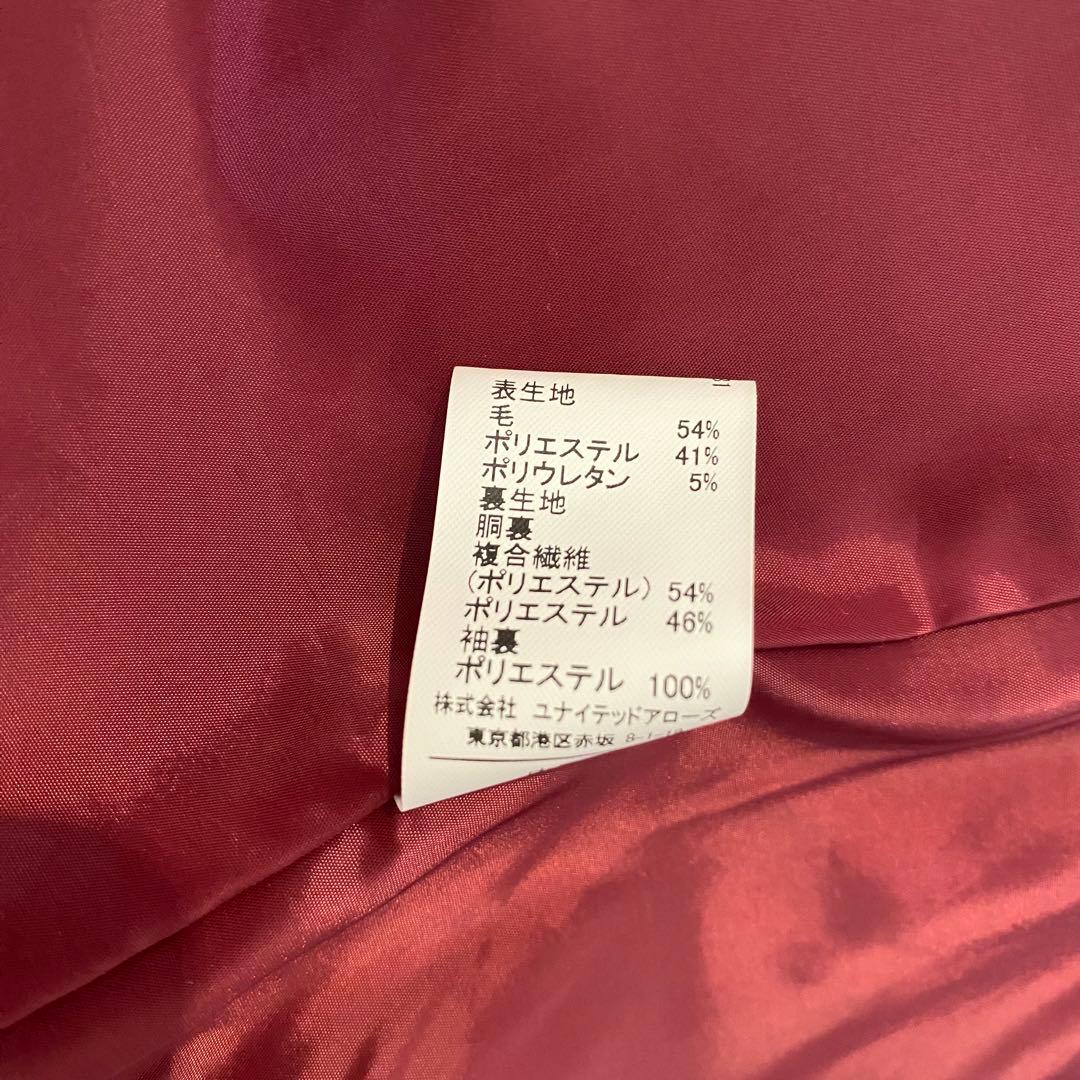 表生地
毛 54%
ポリエステル 41%
ポリウレタン 5%
裏生地
胴裏
複合繊維
(ポリエステル) 54%
ポリエステル 46%
袖裏
ポリエステル 100%
株式会社 ユナイテッドアローズ
東京都港区赤坂